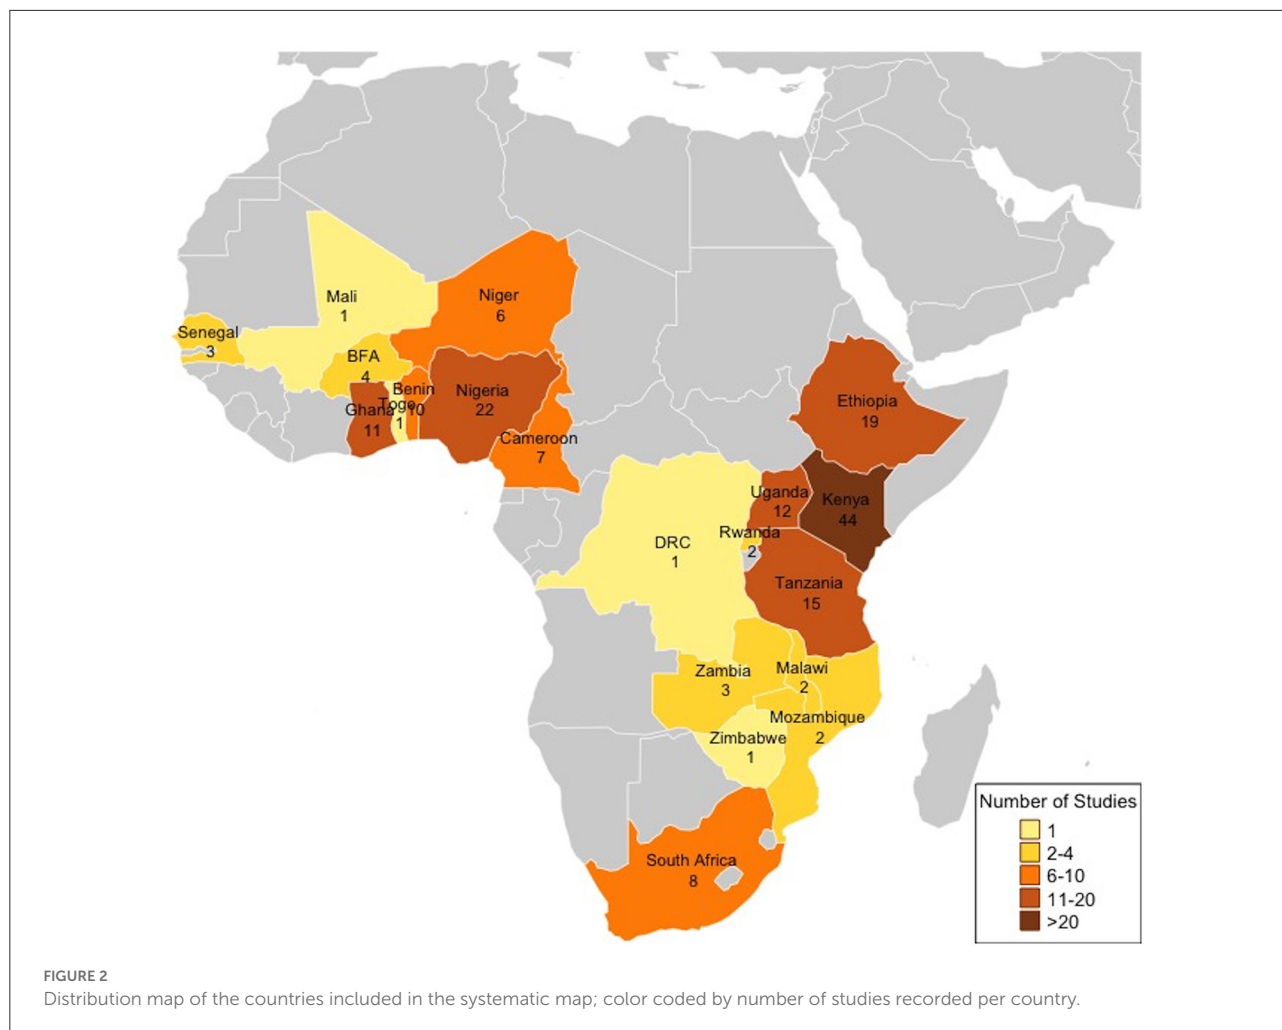 Mali
1
Niger
6
Senegal
3
BFA
4
Benin
10
Togo
1
Ghana
11
Nigeria
22
Cameroon
7
Ethiopia
19
Uganda
12
Kenya
44
Rwanda
2
DRC
1
Tanzania
15
Zambia
3
Malawi
2
Mozambique
2
Zimbabwe
1
South Africa
8
Number of Studies
1
2-4
6-10
11-20
>20
FIGURE 2
Distribution map of the countries included in the systematic map; color coded by number of studies recorded per country.